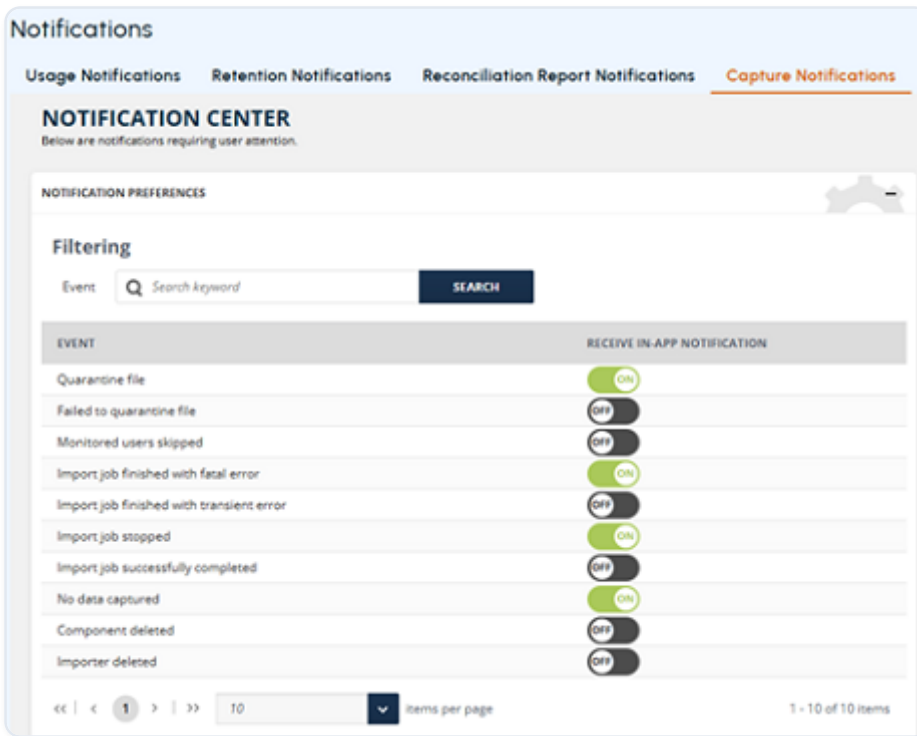 Notifications
Usage Notifications Retention Notifications Reconciliation Report Notifications Capture Notifications
NOTIFICATION CENTER
Below are notifications requiring user attention.
NOTIFICATION PREFERENCES
Filtering
Event Search keyword SEARCH
EVENT RECEIVE IN-APP NOTIFICATION
Quarantine file ON
Failed to quarantine file OFF
Monitored users skipped OFF
Import job finished with fatal error ON
Import job finished with transient error OFF
Import job stopped ON
Import job successfully completed OFF
No data captured ON
Component deleted OFF
Importer deleted OFF
<< | < 1 > | >> 10 items per page 1 - 10 of 10 items